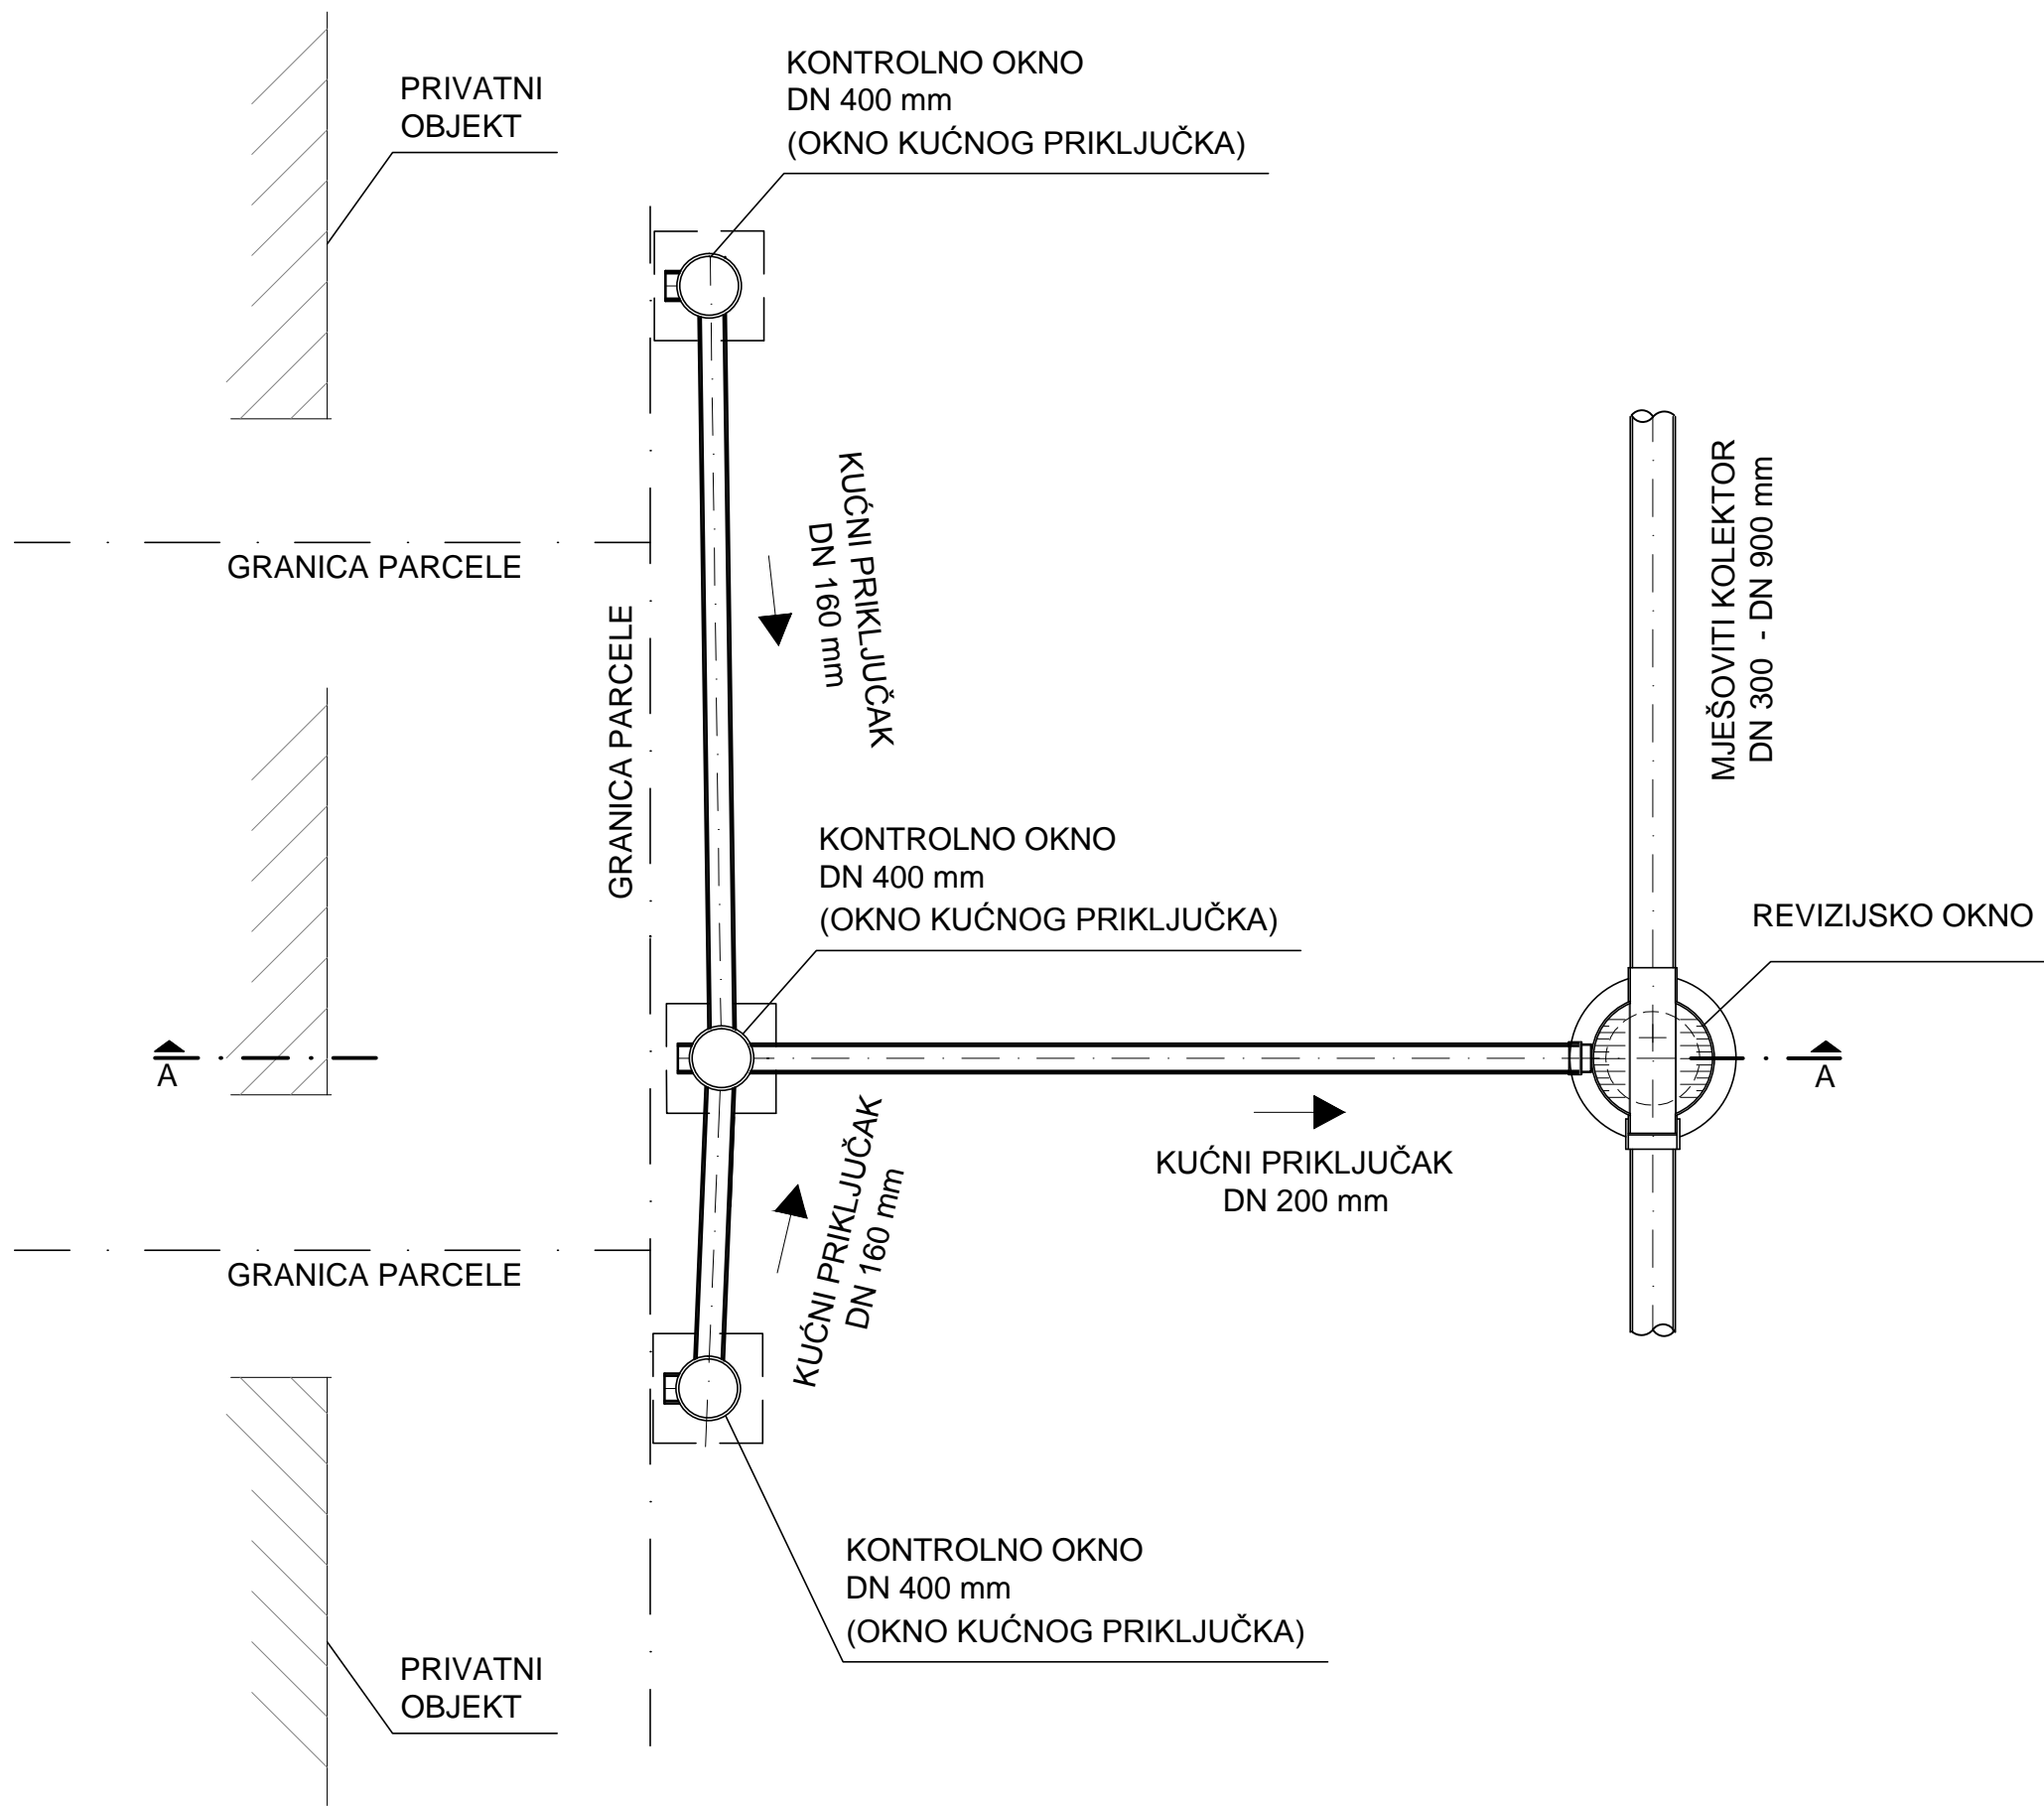 KONTROLNO OKNO
DN 400 mm
(OKNO KUĆNOG PRIKLJUČKA)
PRIVATNI
OBJEKT
KUĆNI PRIKLJUČAK
DN 160 mm
MJEŠOVITI KOLEKTOR
DN 300 - DN 900 mm
GRANICA PARCELE
GRANICA PARCELE
KONTROLNO OKNO
DN 400 mm
(OKNO KUĆNOG PRIKLJUČKA)
REVIZIJSKO OKNO
A
A
KUĆNI PRIKLJUČAK
DN 160 mm
KUĆNI PRIKLJUČAK
DN 200 mm
GRANICA PARCELE
KONTROLNO OKNO
DN 400 mm
(OKNO KUĆNOG PRIKLJUČKA)
PRIVATNI
OBJEKT